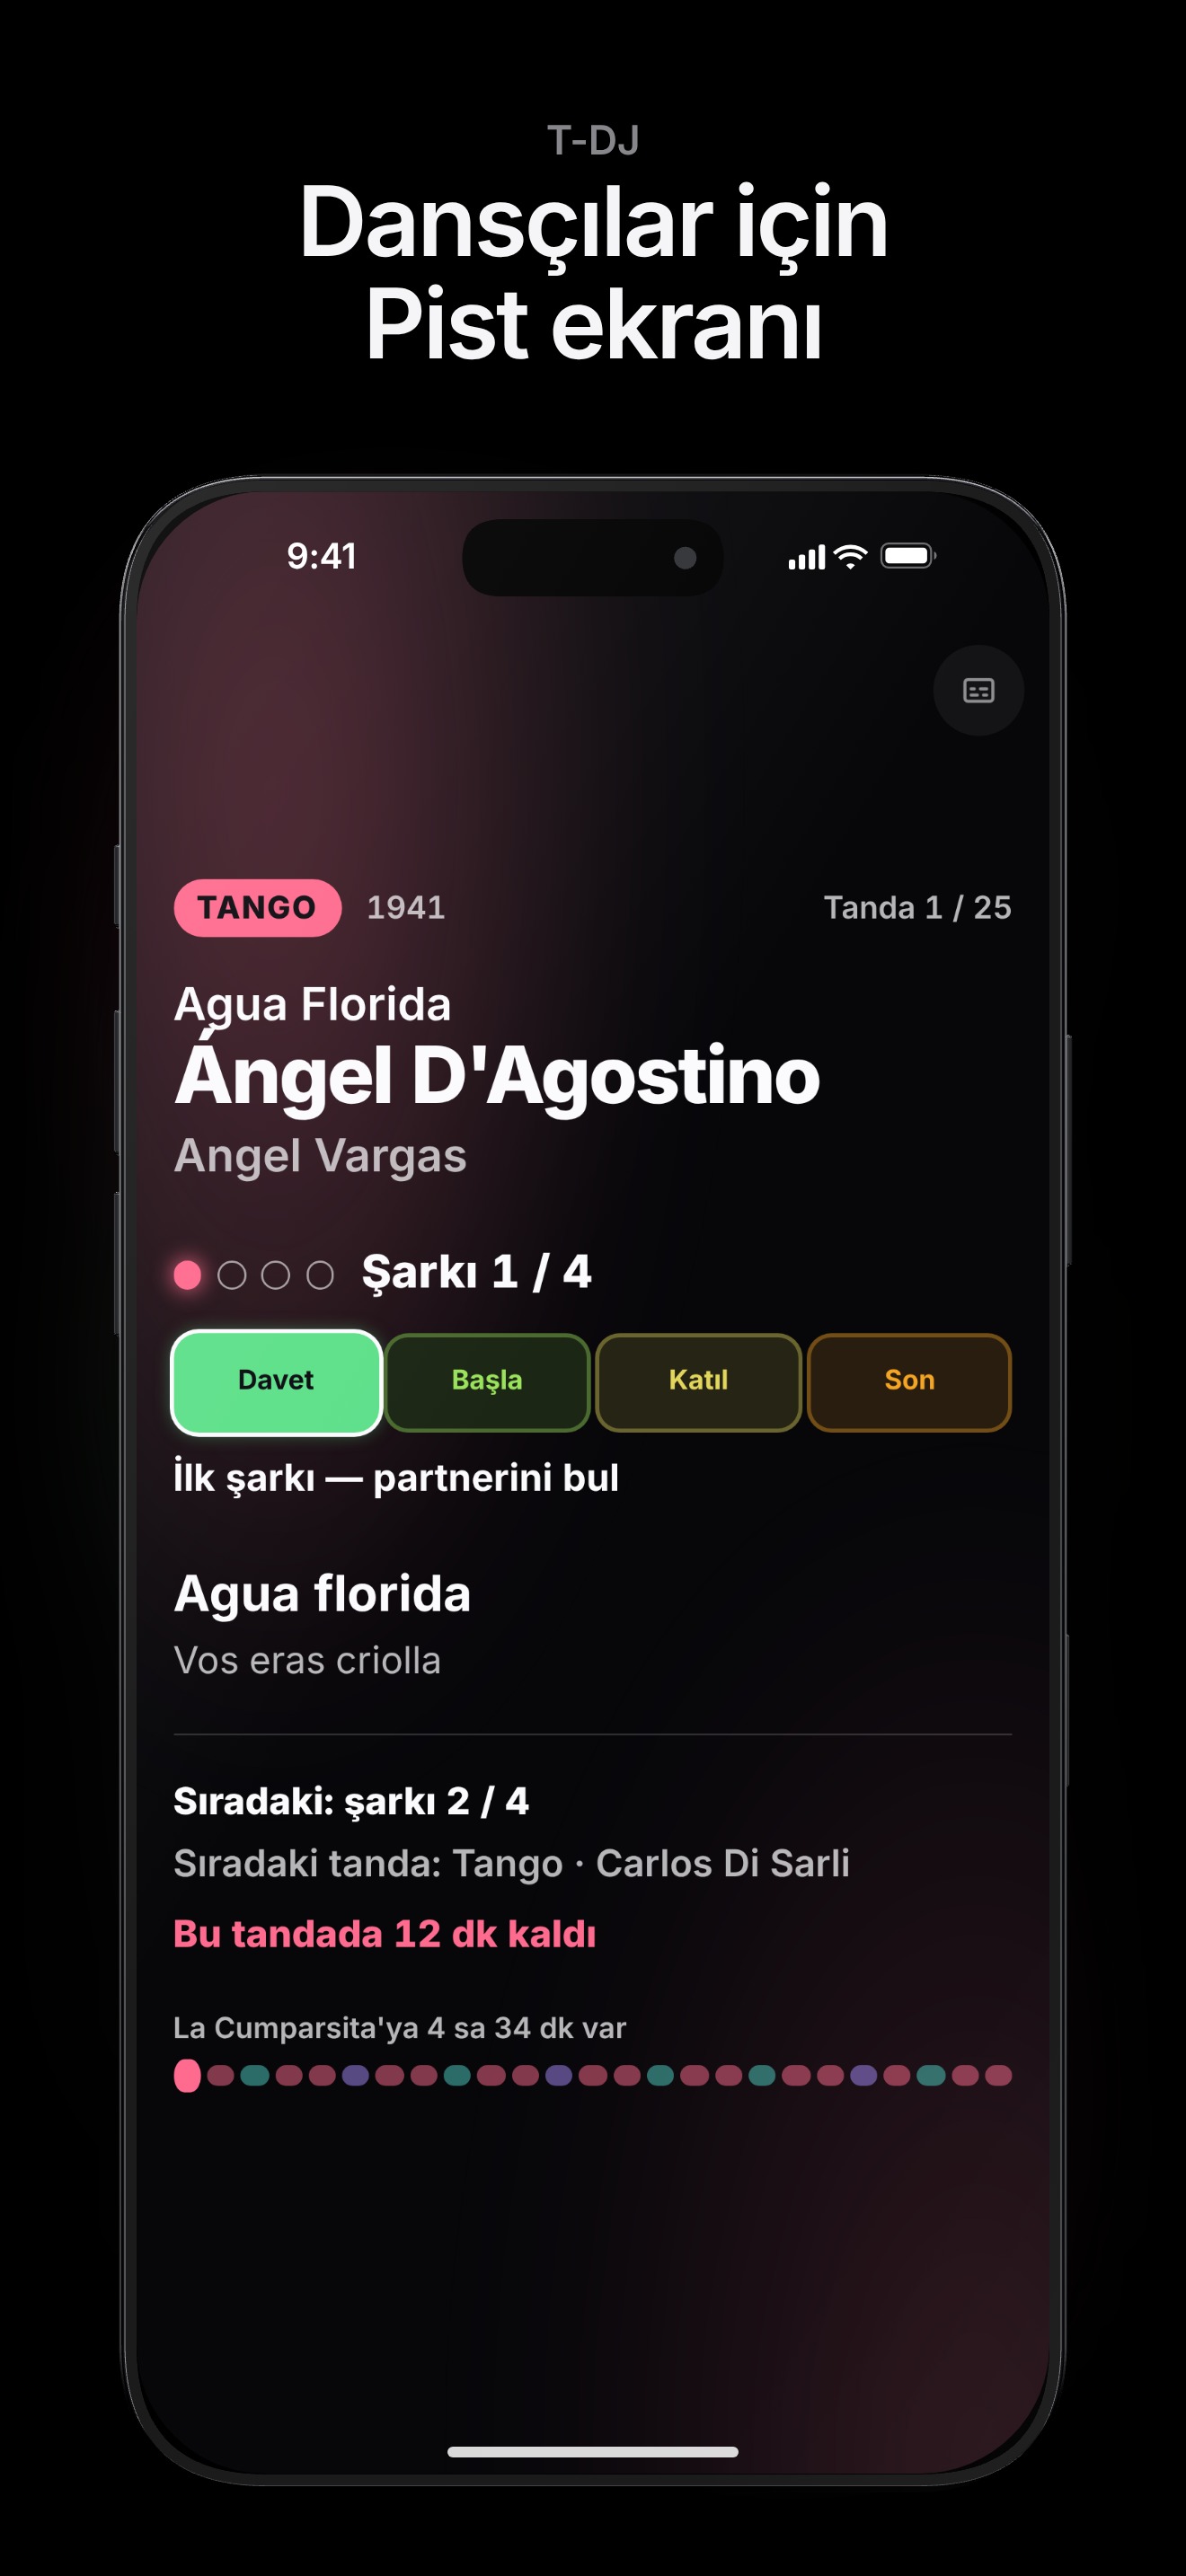 T-DJ
Dansçılar için
Pist ekranı
9:41
TANGO 1941 Tanda 1 / 25
Agua Florida
Ángel D'Agostino
Angel Vargas
Şarkı 1 / 4
Davet Başla Katıl Son
İlk şarkı — partnerini bul
Agua florida
Vos eras criolla
Sıradaki: şarkı 2 / 4
Sıradaki tanda: Tango · Carlos Di Sarli
Bu tandada 12 dk kaldı
La Cumparsita'ya 4 sa 34 dk var